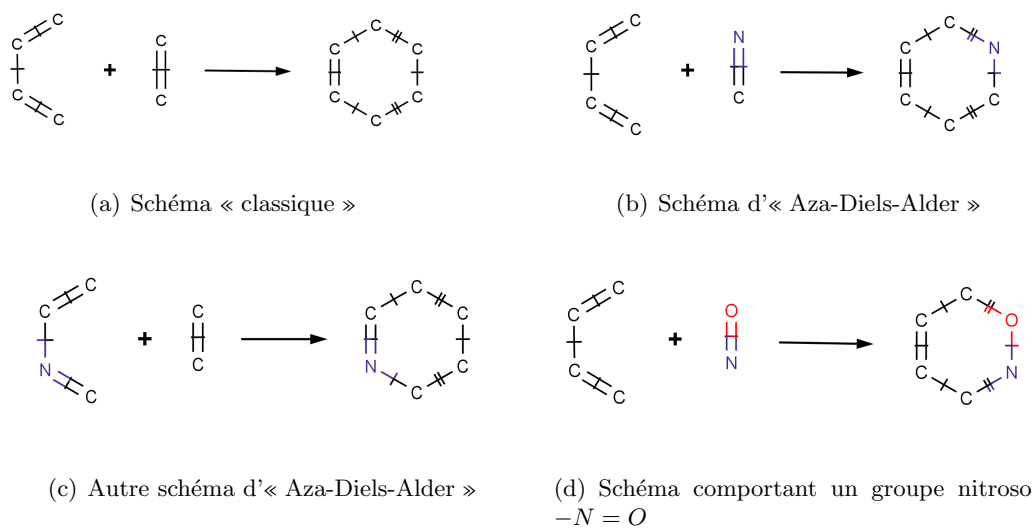 C
C
C
C
+
C
C
C
C
C
C
C
C
(a) Schéma « classique »
C
C
C
C
+
N
C
C
C
N
C
C
C
(b) Schéma d'« Aza-Diels-Alder »
C
C
N
C
+
C
C
C
C
C
N
C
C
(c) Autre schéma d'« Aza-Diels-Alder »
C
C
C
C
+
O
N
C
C
O
C
N
C
(d) Schéma comportant un groupe nitroso
−N = O